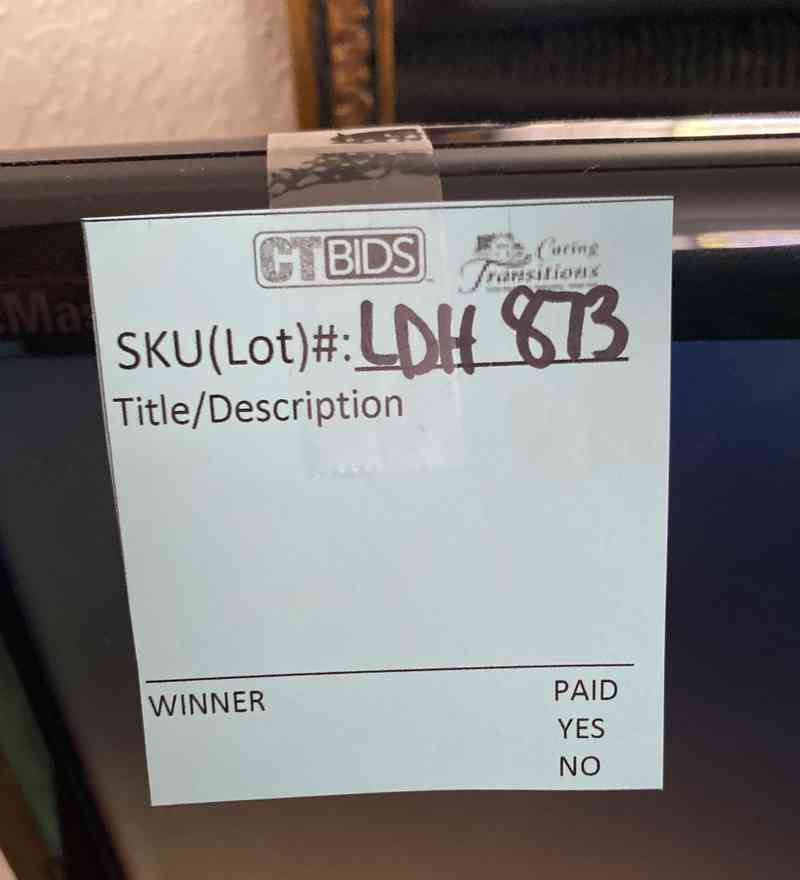 CTBIDS
Caring
Transitions
SKU(Lot)#: LDH 873
Title/Description
WINNER
PAID
YES
NO